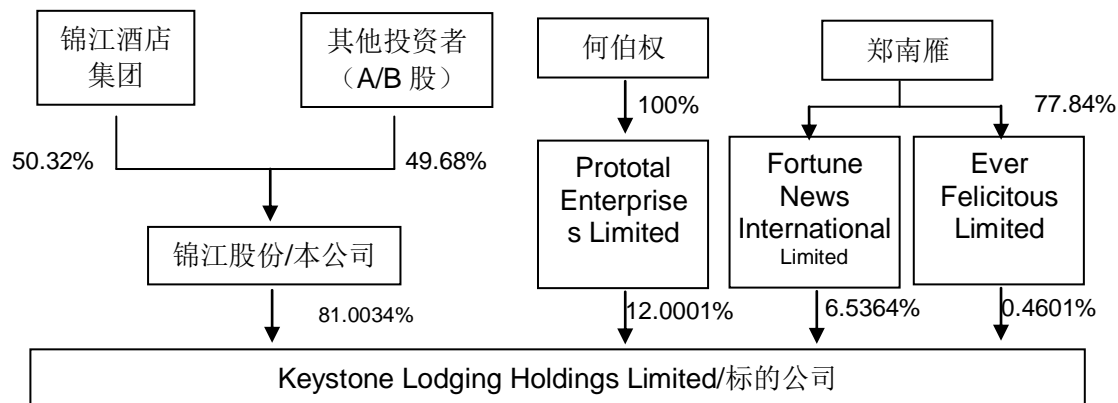 锦江酒店
集团
其他投资者
（A/B 股）
何伯权
郑南雁
50.32%
49.68%
100%
77.84%
锦江股份/本公司
Prototal
Enterprise
s Limited
Fortune
News
International
Limited
Ever
Felicitous
Limited
81.0034%
12.0001%
6.5364%
0.4601%
Keystone Lodging Holdings Limited/标的公司